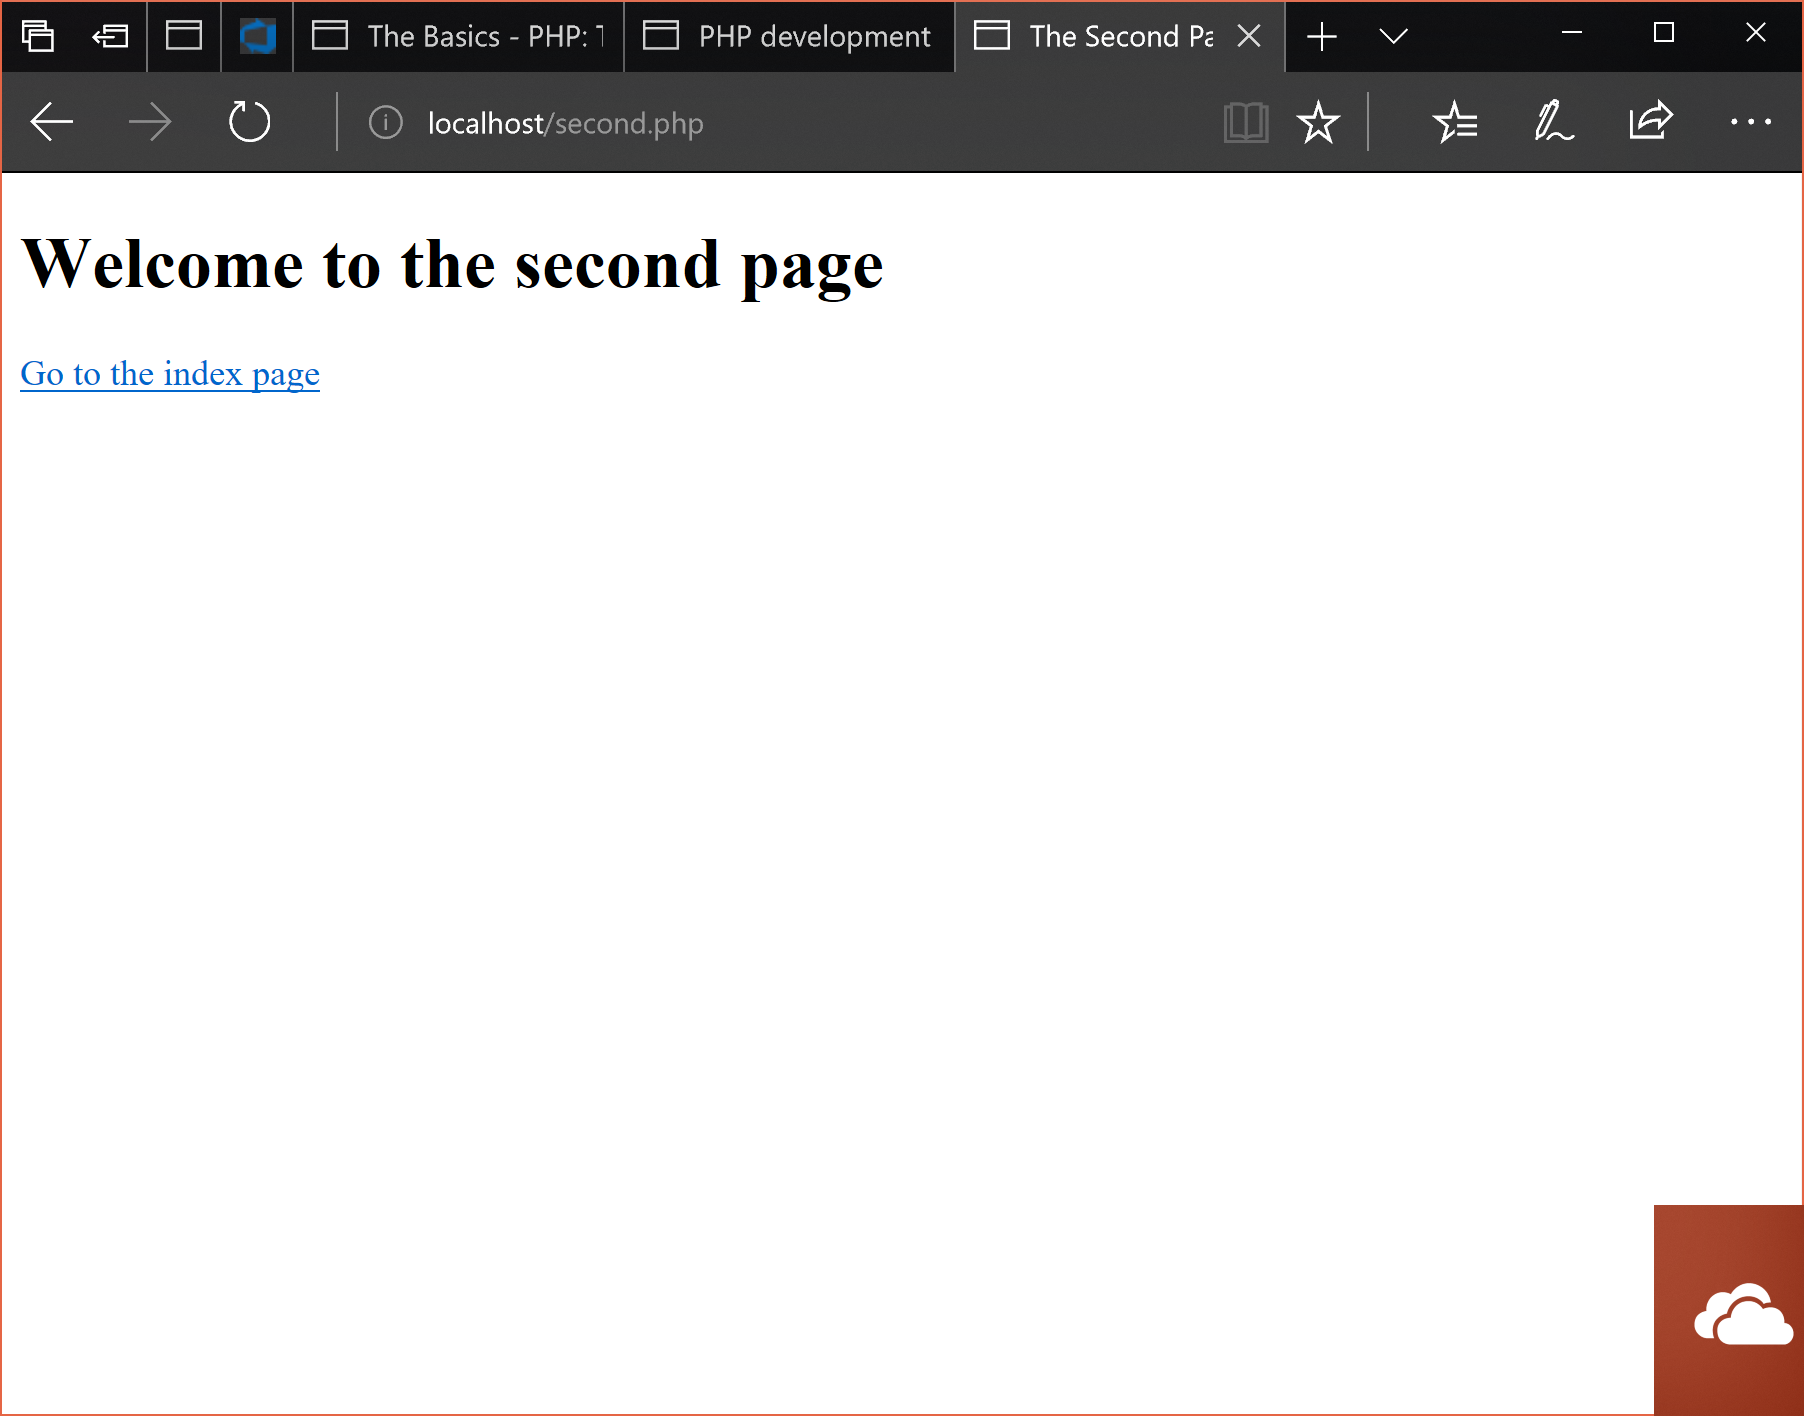 The Basics - PHP: T
PHP development
The Second Pa
localhost/second.php
Welcome to the second page
Go to the index page